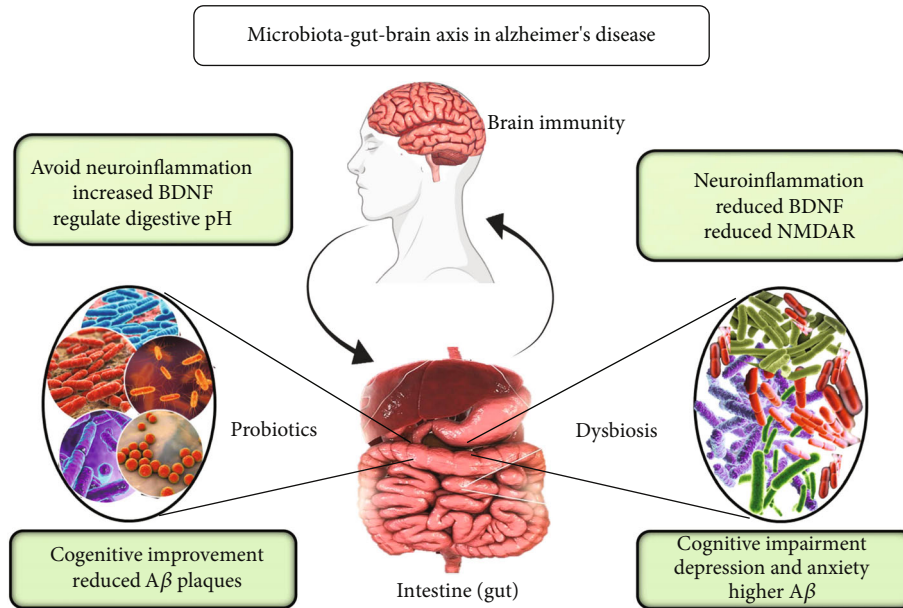 Microbiota-gut-brain axis in alzheimer's disease
Brain immunity
Avoid neuroinflammation
increased BDNF
regulate digestive pH
Neuroinflammation
reduced BDNF
reduced NMDAR
Probiotics
Dysbiosis
Cogenitive improvement
reduced Aβ plaques
Intestine (gut)
Cognitive impairment
depression and anxiety
higher Aβ